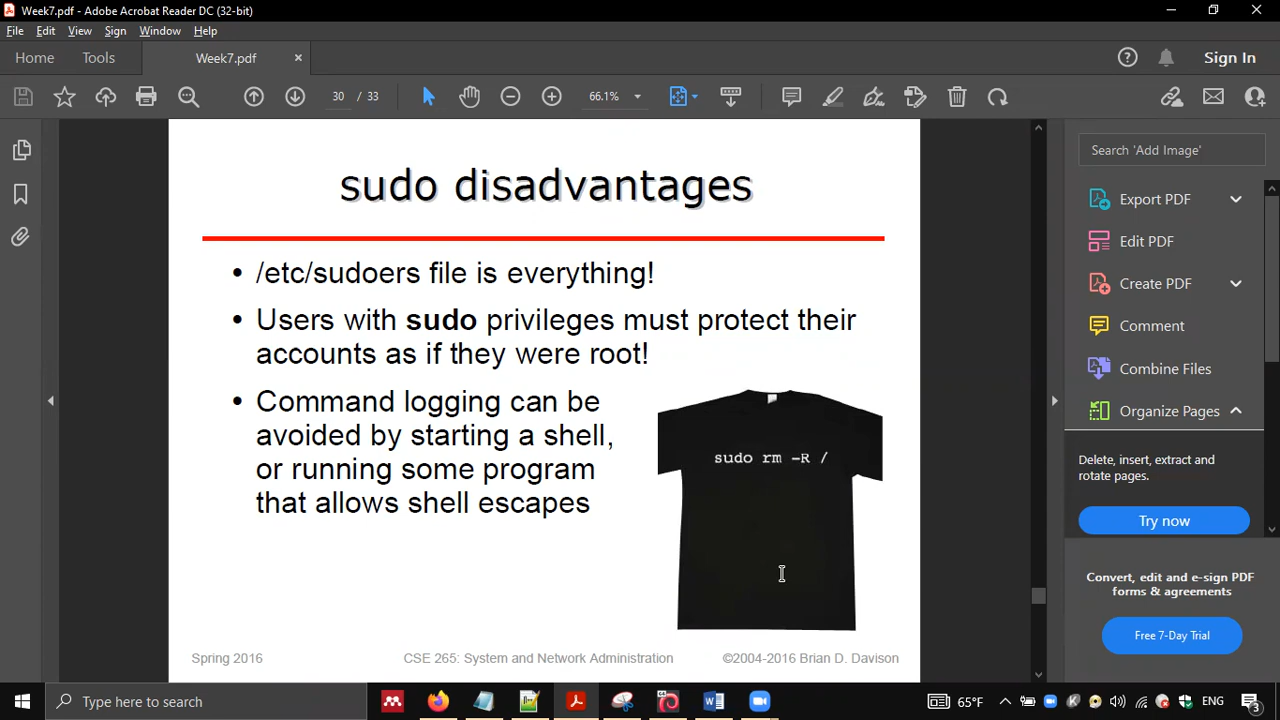 Week7.pdf - Adobe Acrobat Reader DC (32-bit)
File Edit View Sign Window Help
Home Tools Week7.pdf × Sign In
30 / 33 66.1%
sudo disadvantages
• /etc/sudoers file is everything!
• Users with sudo privileges must protect their
accounts as if they were root!
• Command logging can be
avoided by starting a shell,
or running some program
that allows shell escapes
sudo rm -R /
Spring 2016 CSE 265: System and Network Administration ©2004-2016 Brian D. Davison
Search 'Add Image'
Export PDF
Edit PDF
Create PDF
Comment
Combine Files
Organize Pages
Delete, insert, extract and
rotate pages.
Try now
Convert, edit and e-sign PDF
forms & agreements
Free 7-Day Trial
Type here to search 65°F ENG 3